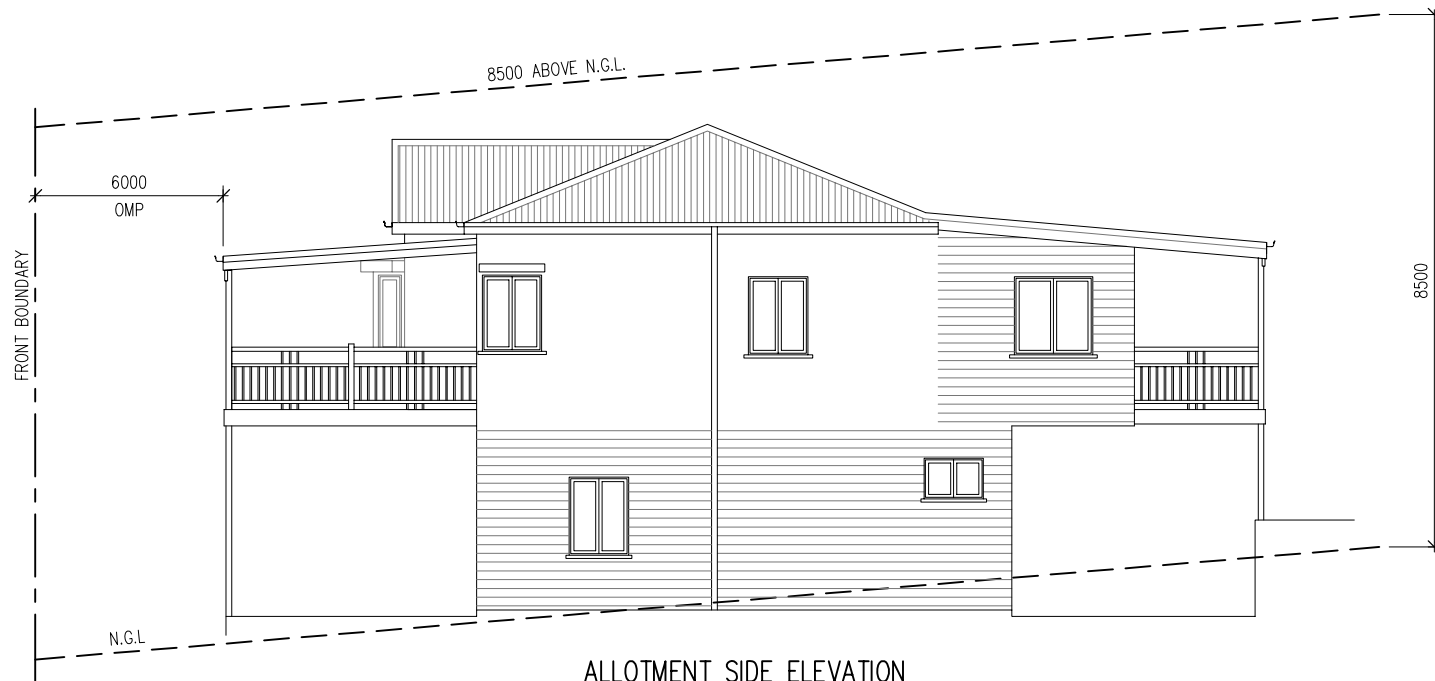 8500 ABOVE N.G.L.
6000
OMP
FRONT BOUNDARY
8500
N.G.L
ALLOTMENT SIDE ELEVATION